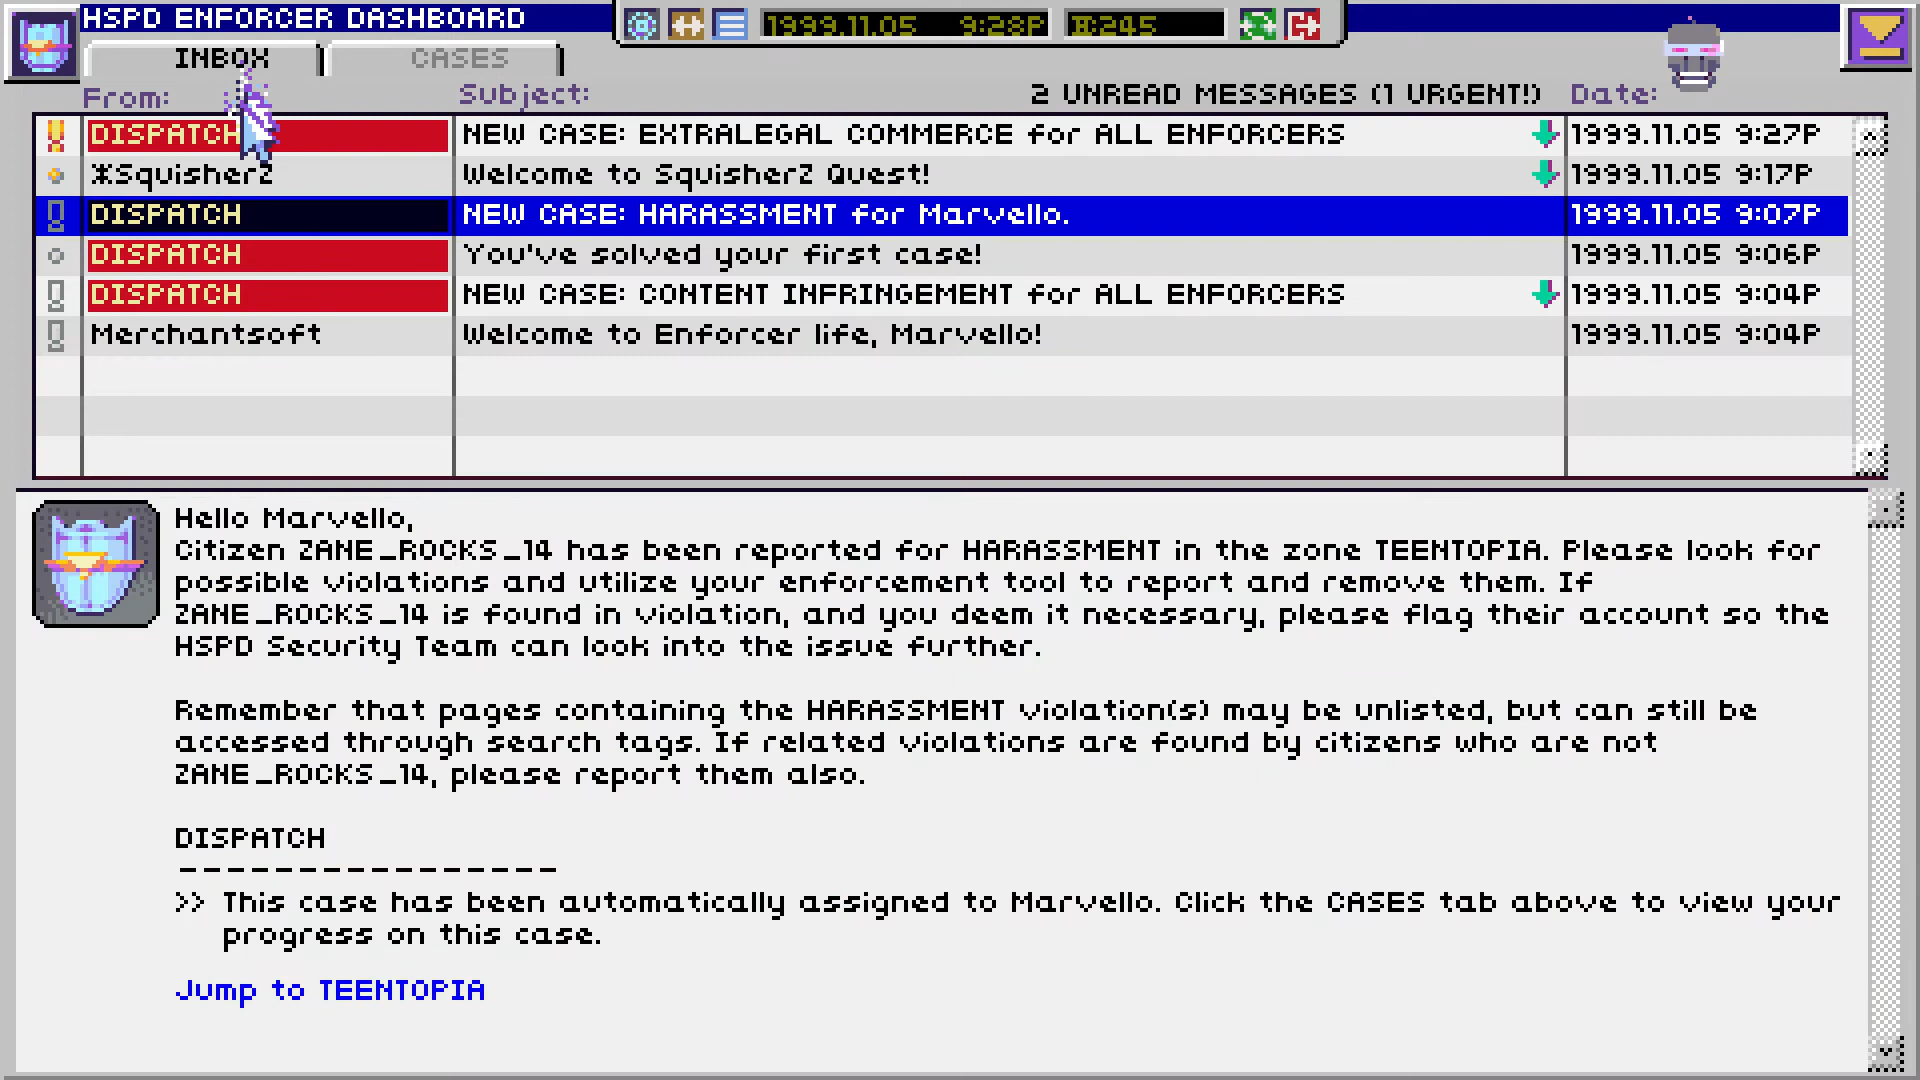 HSPD ENFORCER DASHBOARD
1999.11.05 9:28P
245
INBOX
CASES
From:
Subject:
2 UNREAD MESSAGES (1 URGENT!)
Date:
DISPATCH NEW CASE: EXTRALEGAL COMMERCE for ALL ENFORCERS 1999.11.05 9:27P
*SquisherZ Welcome to SquisherZ Quest! 1999.11.05 9:17P
DISPATCH NEW CASE: HARASSMENT for Marvello. 1999.11.05 9:07P
DISPATCH You've solved your first case! 1999.11.05 9:06P
DISPATCH NEW CASE: CONTENT INFRINGEMENT for ALL ENFORCERS 1999.11.05 9:04P
Merchantsoft Welcome to Enforcer life, Marvello! 1999.11.05 9:04P
Hello Marvello,
Citizen ZANE_ROCKS_14 has been reported for HARASSMENT in the zone TEENTOPIA. Please look for
possible violations and utilize your enforcement tool to report and remove them. If
ZANE_ROCKS_14 is found in violation, and you deem it necessary, please flag their account so the
HSPD Security Team can look into the issue further.
Remember that pages containing the HARASSMENT violation(s) may be unlisted, but can still be
accessed through search tags. If related violations are found by citizens who are not
ZANE_ROCKS_14, please report them also.
DISPATCH
----------------
>> This case has been automatically assigned to Marvello. Click the CASES tab above to view your
progress on this case.
Jump to TEENTOPIA